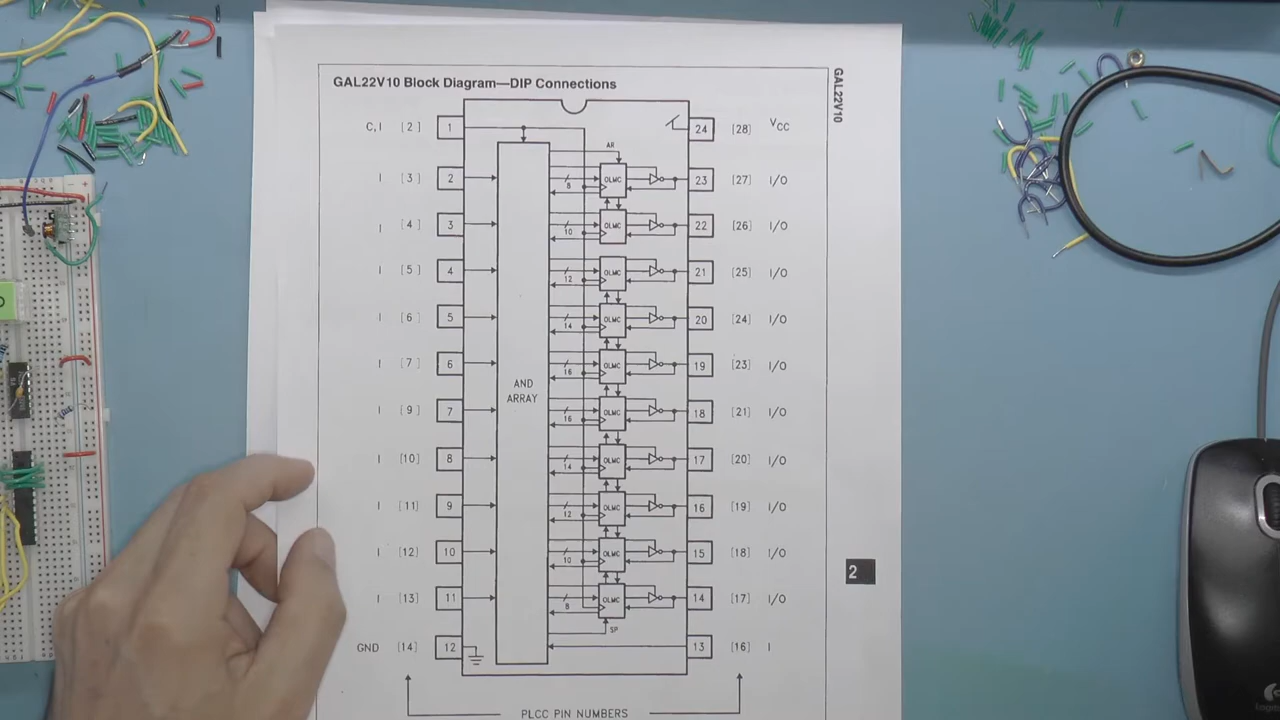 GAL22V10 Block Diagram—DIP Connections
GAL22V10
C,I [2] 1 24 [28] VCC
AR
I [3] 2 8 OLMC 23 [27] I/O
I [4] 3 10 OLMC 22 [26] I/O
I [5] 4 12 OLMC 21 [25] I/O
I [6] 5 14 OLMC 20 [24] I/O
I [7] 6 16 OLMC 19 [23] I/O
AND
ARRAY
I [9] 7 16 OLMC 18 [21] I/O
I [10] 8 14 OLMC 17 [20] I/O
I [11] 9 12 OLMC 16 [19] I/O
I [12] 10 10 OLMC 15 [18] I/O
2
I [13] 11 8 OLMC 14 [17] I/O
SP
GND [14] 12 13 [16] I
PLCC PIN NUMBERS